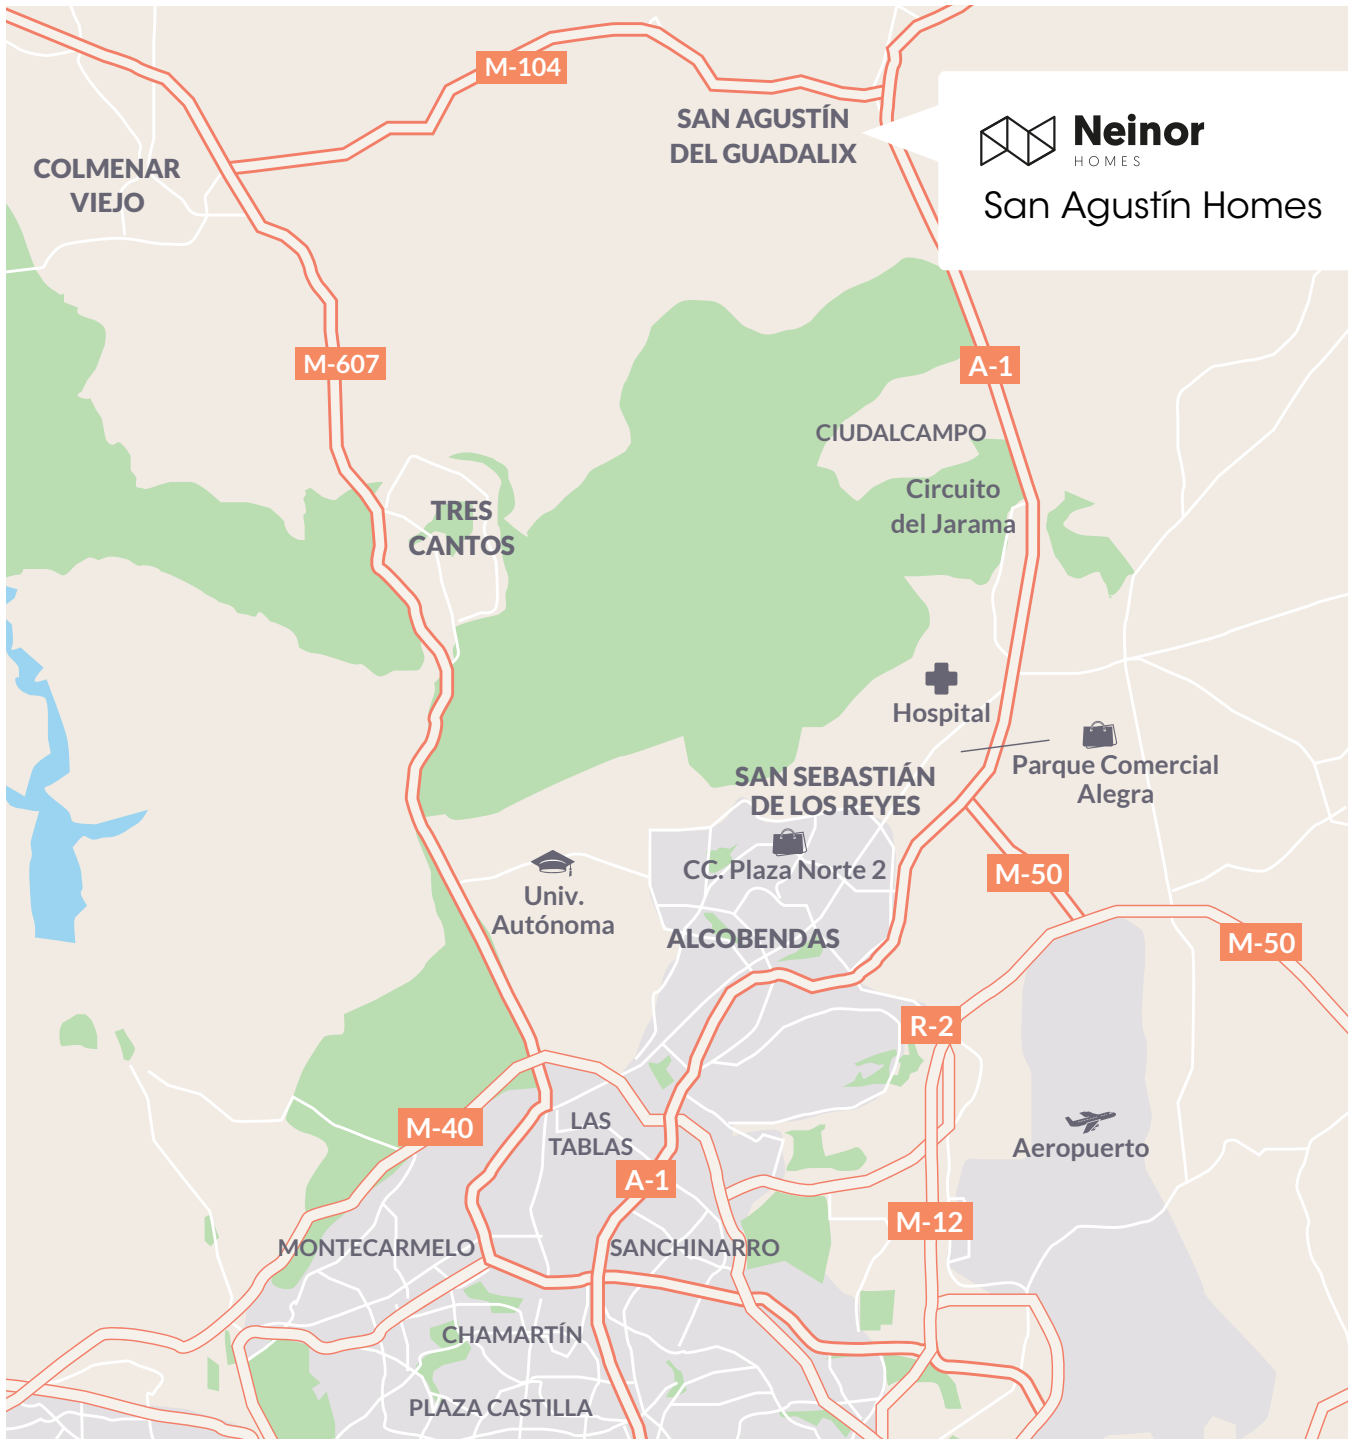 M-104
SAN AGUSTÍN
DEL GUADALIX
Neinor
HOMES
San Agustín Homes
COLMENAR
VIEJO
M-607
A-1
CIUDALCAMPO
Circuito
del Jarama
TRES
CANTOS
Hospital
Parque Comercial
Alegra
SAN SEBASTIÁN
DE LOS REYES
CC. Plaza Norte 2
M-50
Univ.
Autónoma
ALCOBENDAS
M-50
R-2
M-40
LAS
TABLAS
Aeropuerto
A-1
M-12
MONTECARMELO
SANCHINARRO
CHAMARTÍN
PLAZA CASTILLA